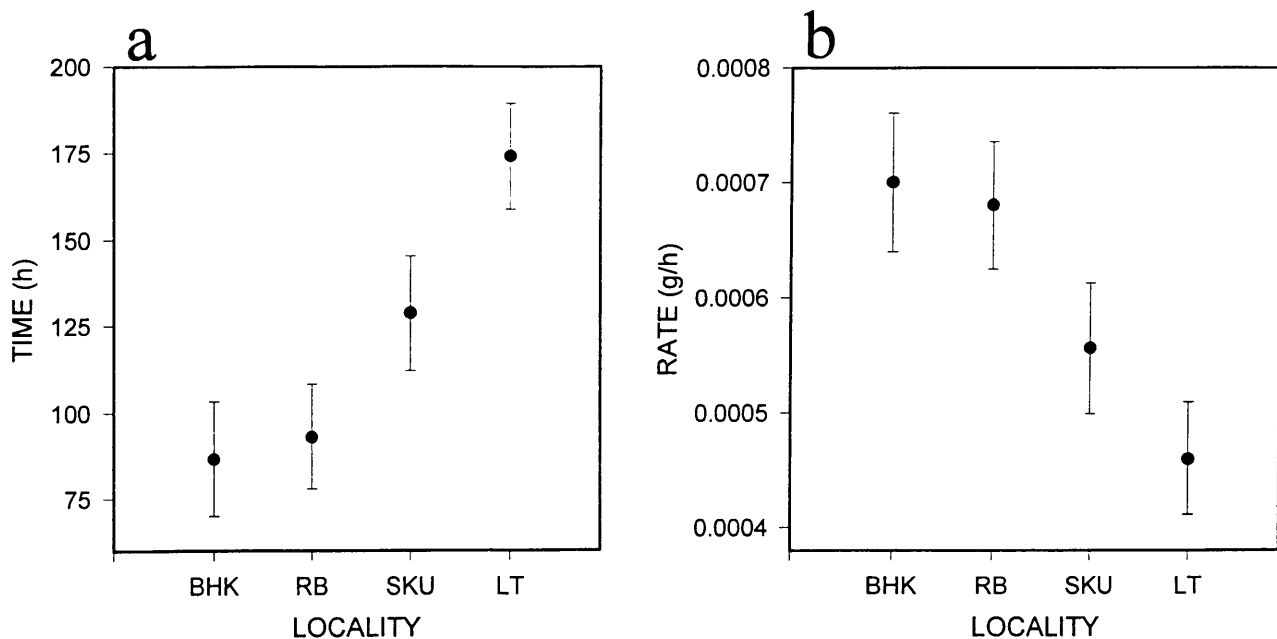 a
200
175
150
125
100
75
TIME (h)
BHK RB SKU LT
LOCALITY
b
0.0008
0.0007
0.0006
0.0005
0.0004
RATE (g/h)
BHK RB SKU LT
LOCALITY